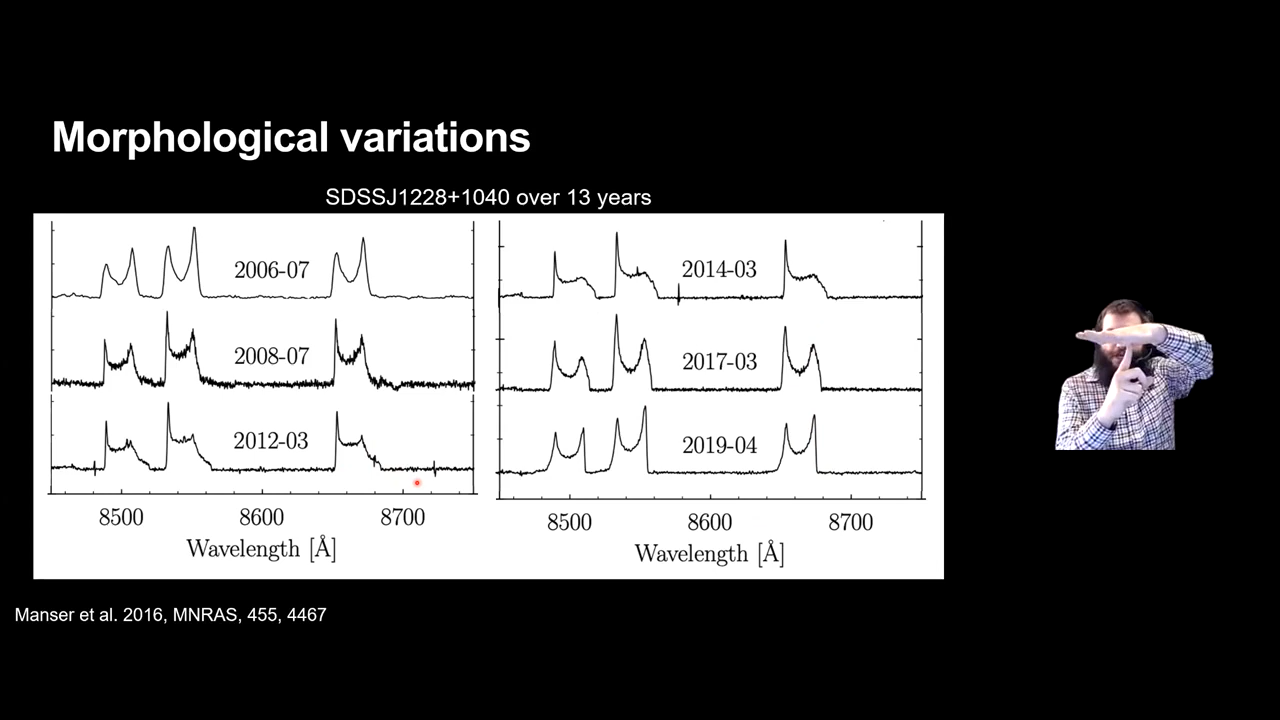 Morphological variations
SDSSJ1228+1040 over 13 years
2006-07
2008-07
2012-03
8500 8600 8700
Wavelength [Å]
2014-03
2017-03
2019-04
8500 8600 8700
Wavelength [Å]
Manser et al. 2016, MNRAS, 455, 4467